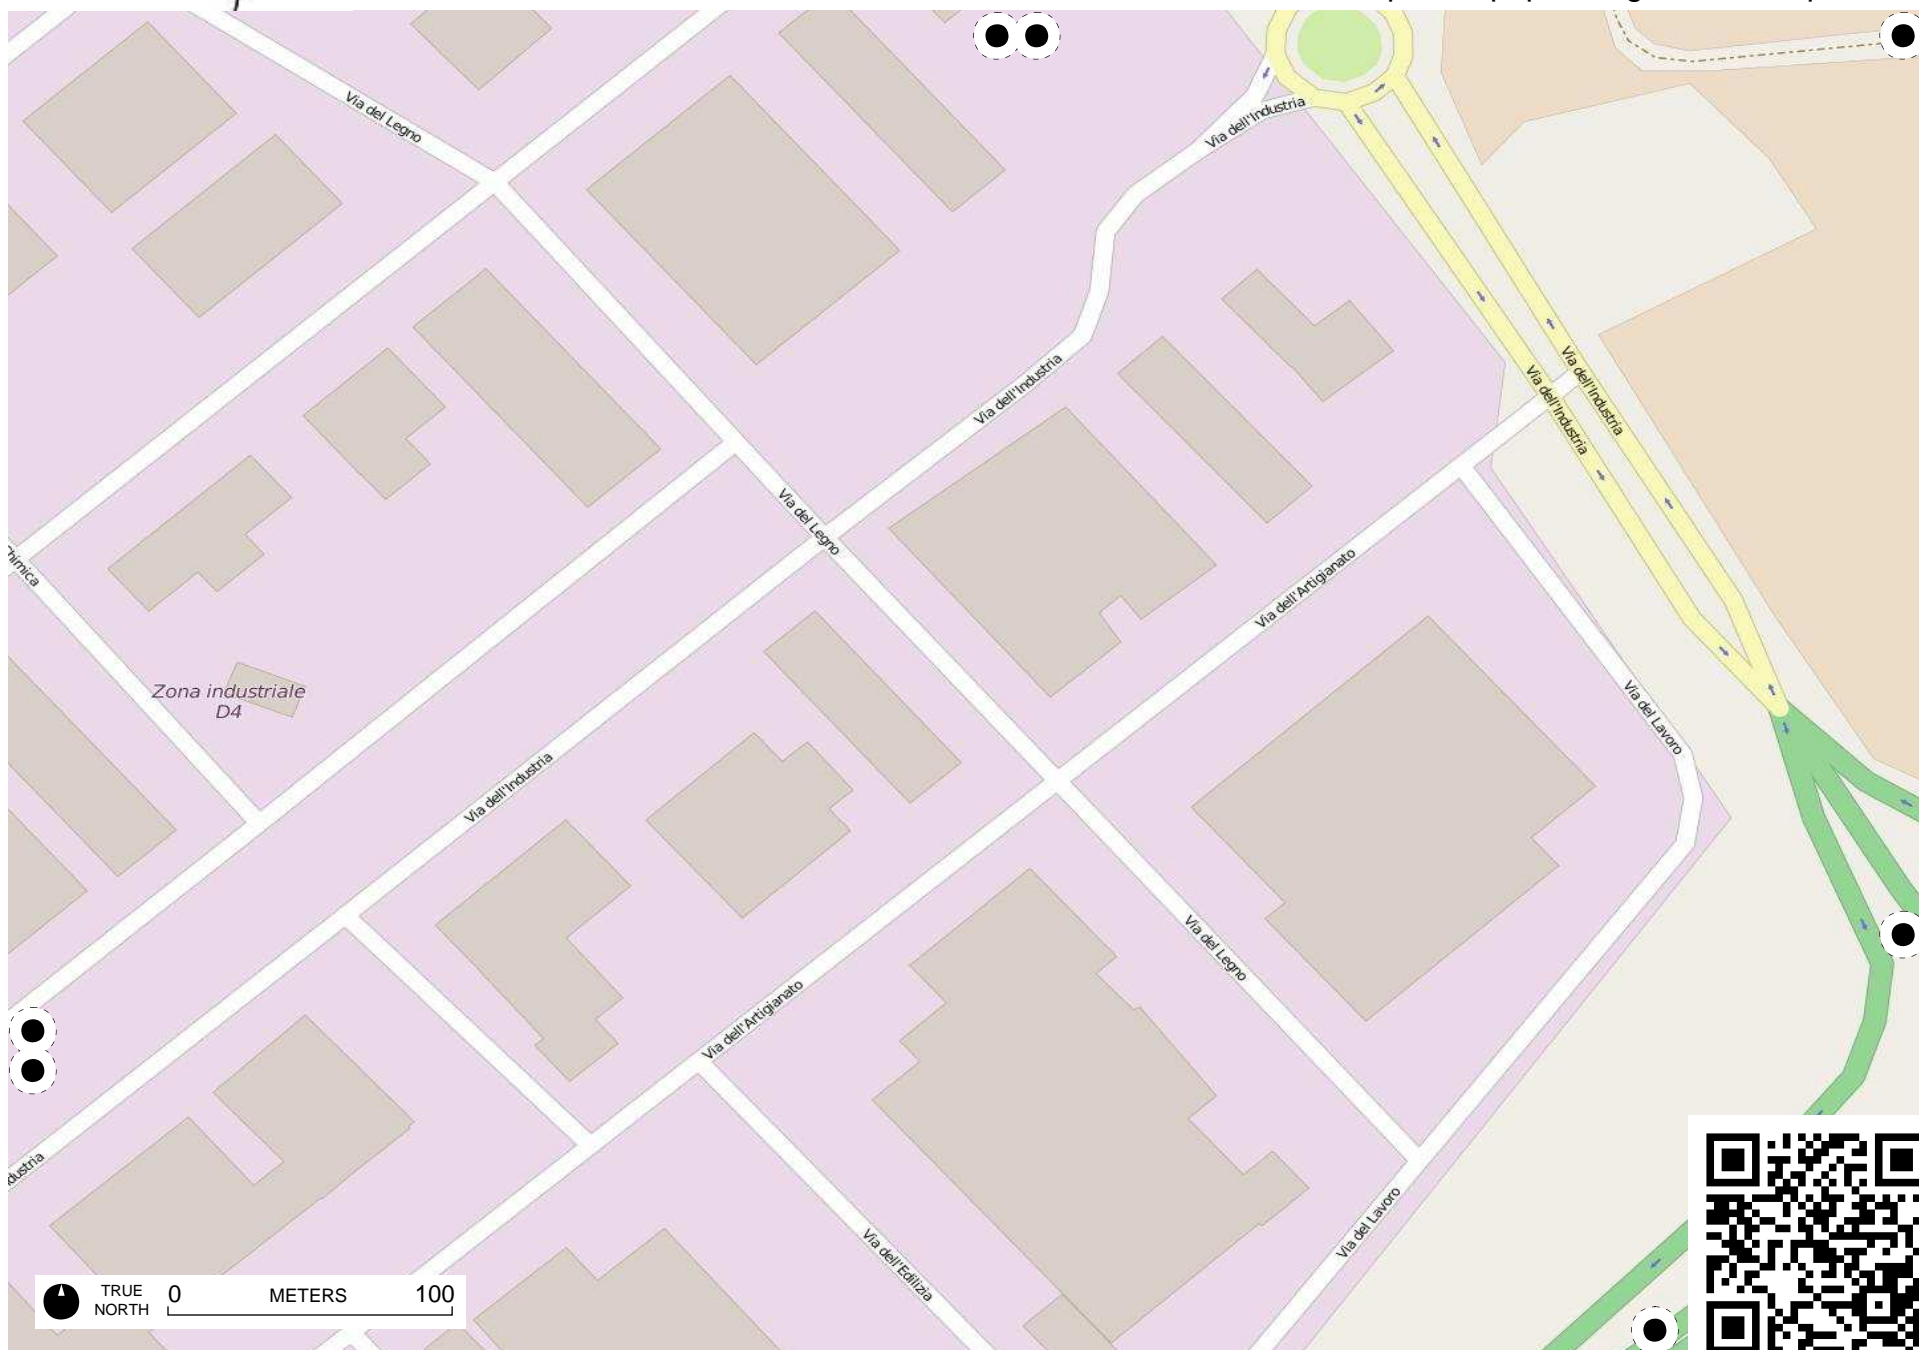 Via del Legno
Via dell'Industria
Via dell'Industria
Via dell'Industria
Via dell'Industria
Via del Legno
himica
Via dell'Artigianato
Zona industriale
D4
Via del Lavoro
Via dell'Industria
Via del Legno
Via dell'Artigianato
dustria
Via del Lavoro
Via dell'Edilizia
TRUE
NORTH
0 METERS 100